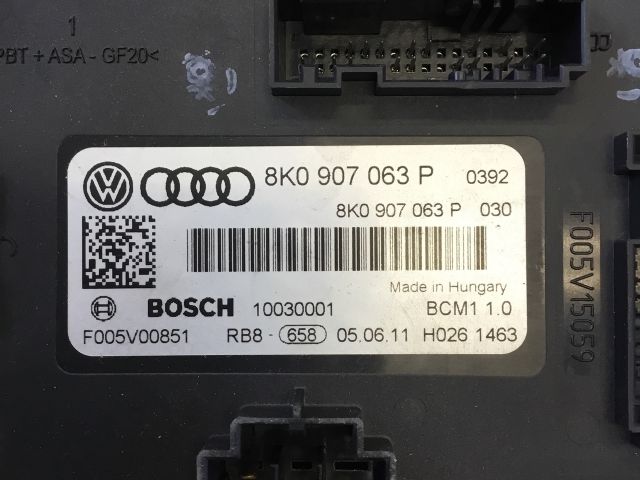 1
PBT + ASA - GF20<
8K0 907 063 P 0392
8K0 907 063 P 030
Made in Hungary
BOSCH 10030001 BCM1 1.0
F005V00851 RB8 - 658 05.06.11 H026 1463
F005V15059